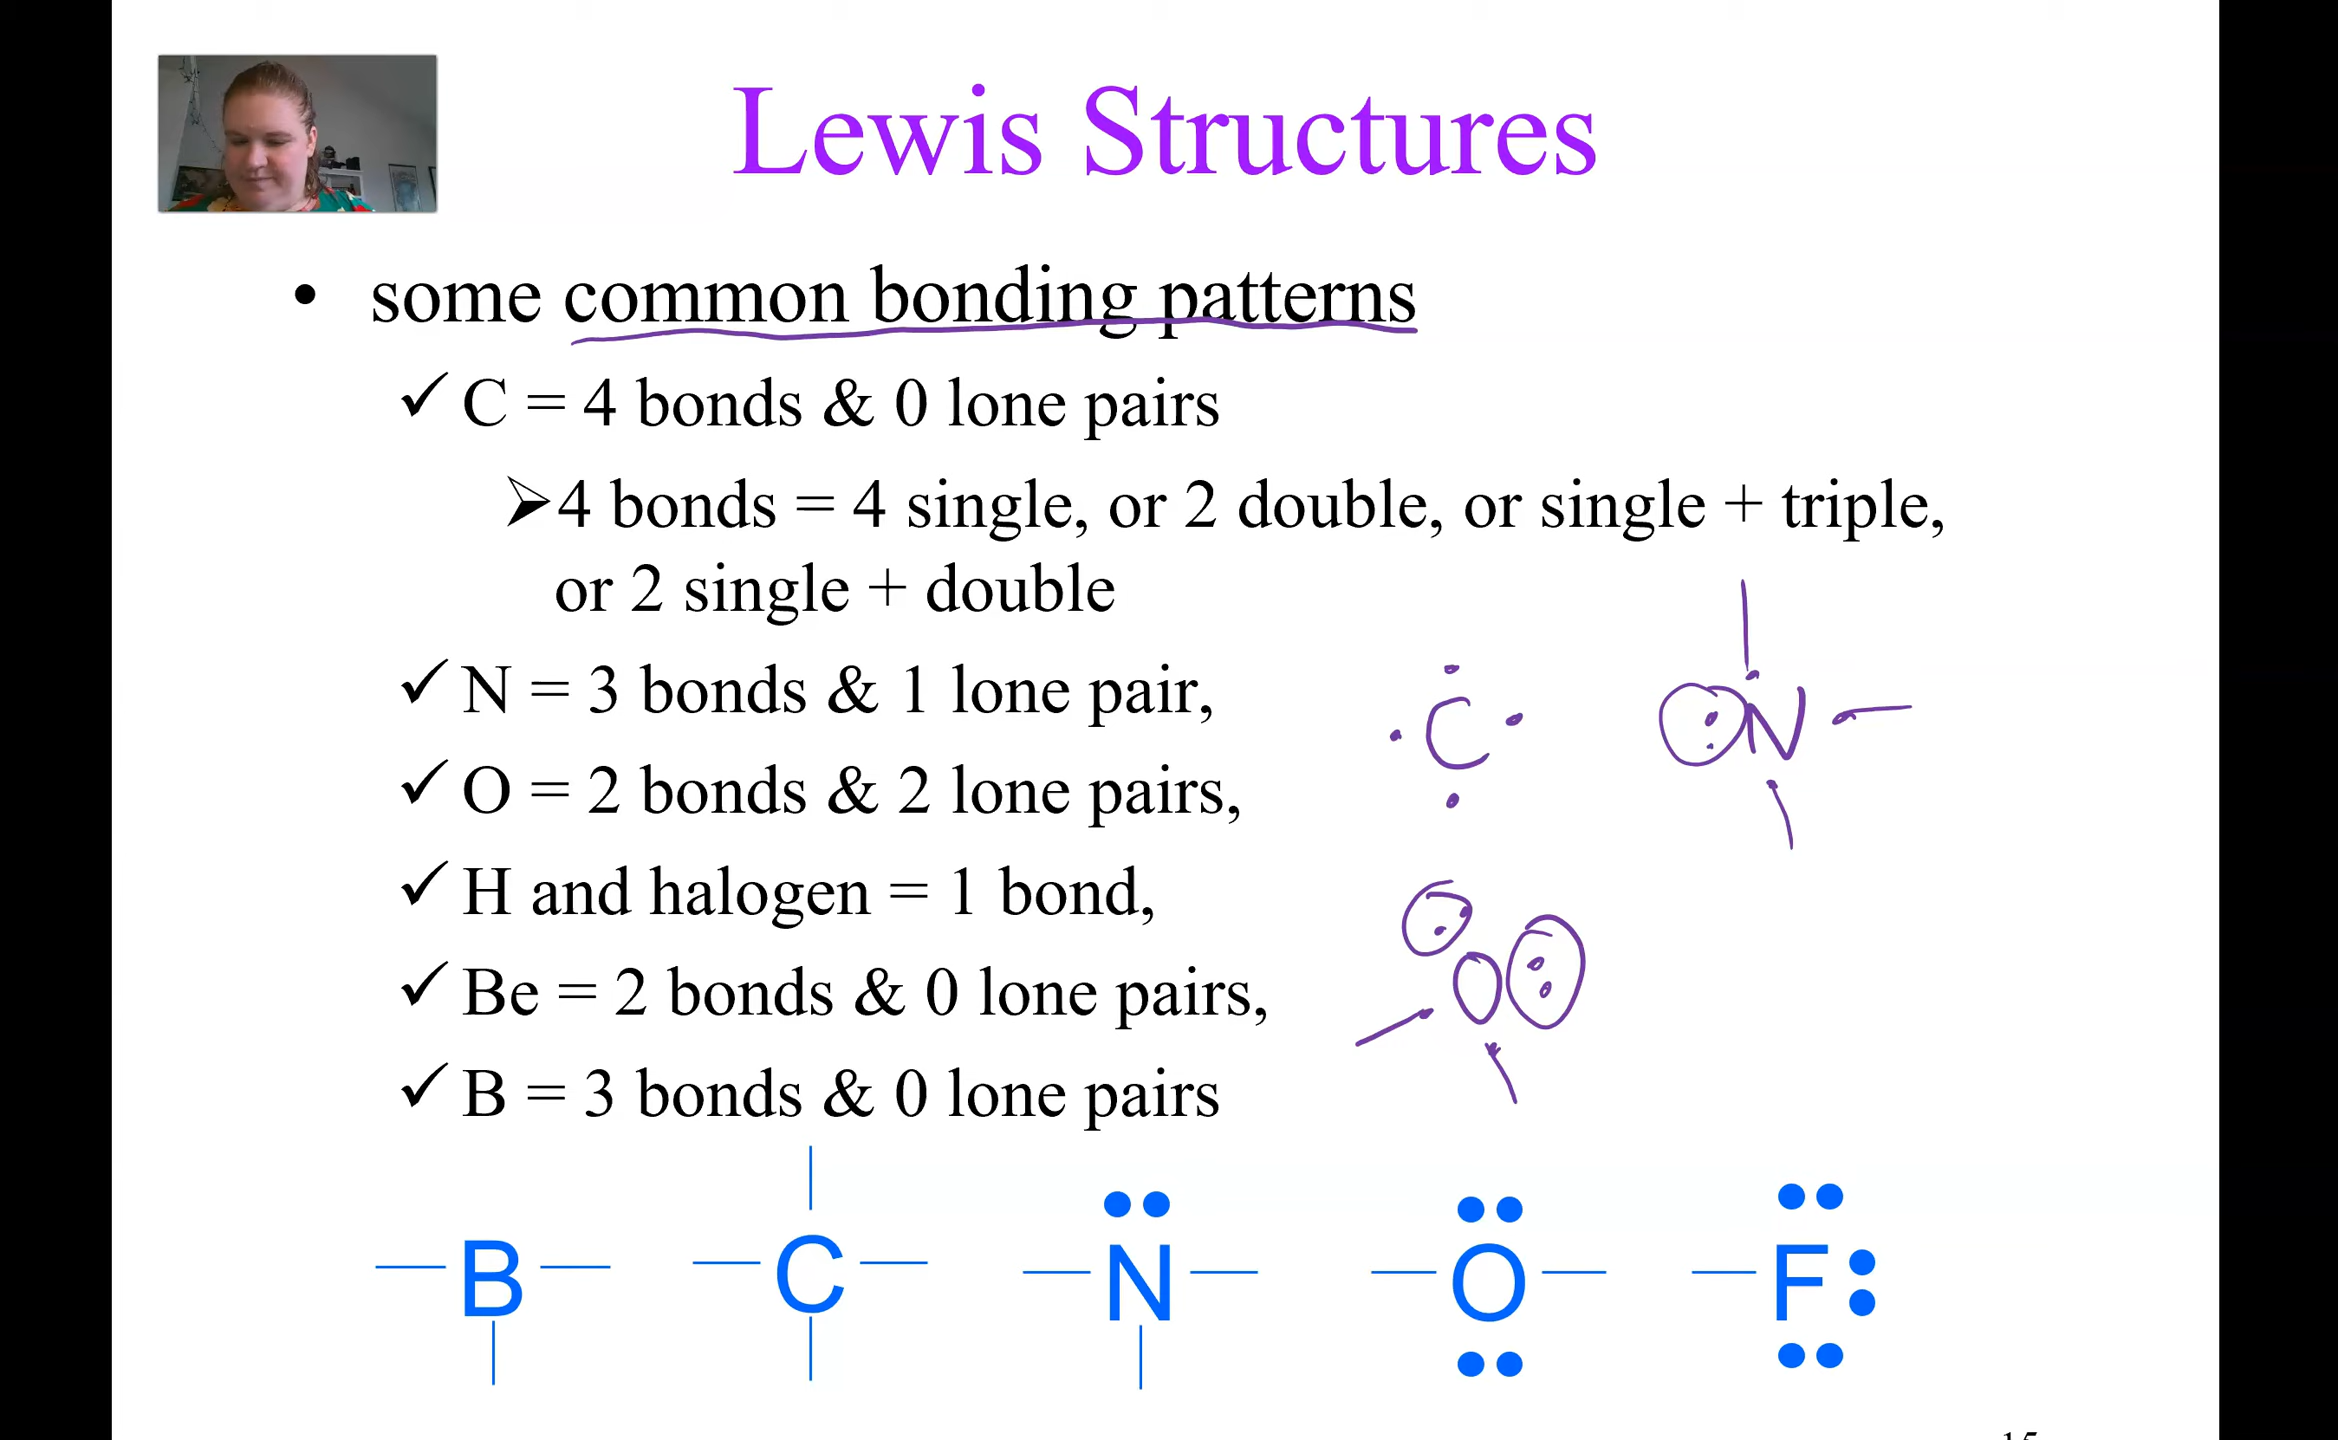 Lewis Structures
• some common bonding patterns
✓ C = 4 bonds & 0 lone pairs
➢4 bonds = 4 single, or 2 double, or single + triple,
or 2 single + double
✓ N = 3 bonds & 1 lone pair,
✓ O = 2 bonds & 2 lone pairs,
✓ H and halogen = 1 bond,
✓ Be = 2 bonds & 0 lone pairs,
✓ B = 3 bonds & 0 lone pairs
C N
O
B C N O F